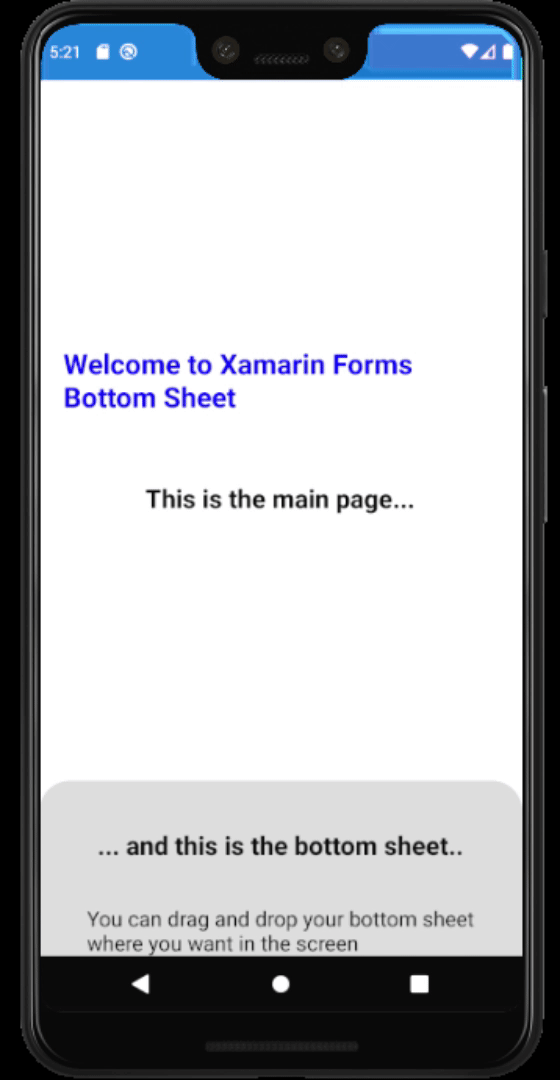 5:21
Welcome to Xamarin Forms
Bottom Sheet
This is the main page...
... and this is the bottom sheet..
You can drag and drop your bottom sheet
where you want in the screen